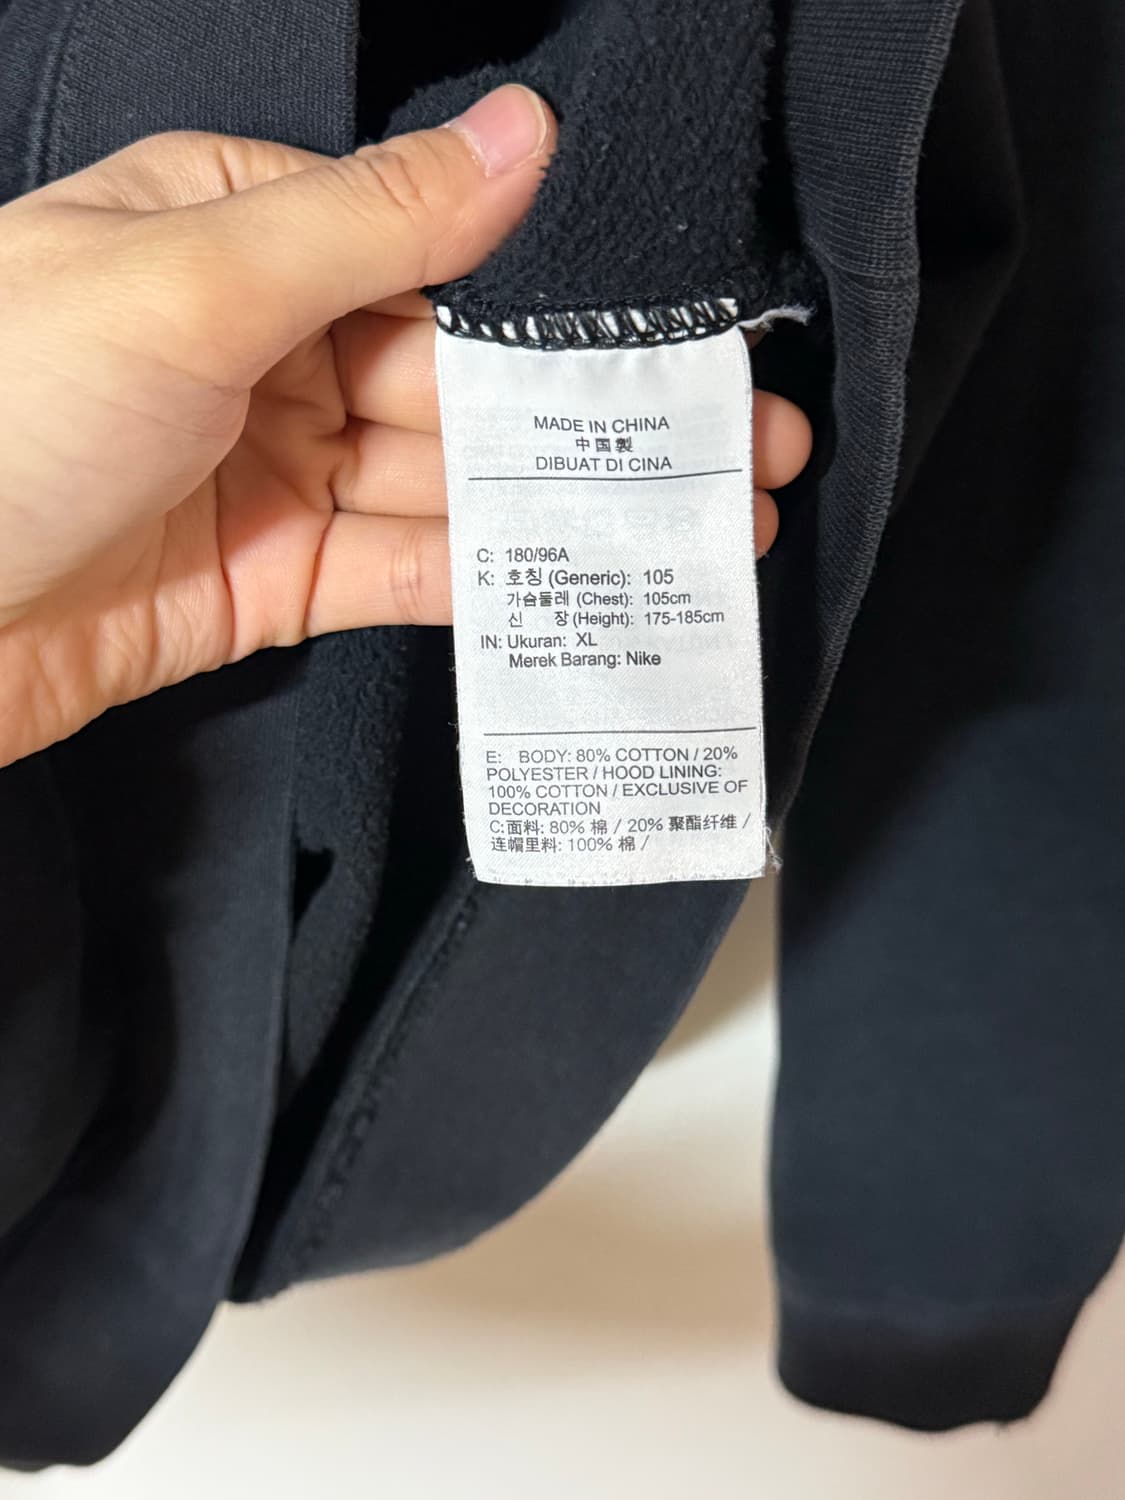 MADE IN CHINA
中国製
DIBUAT DI CINA
C: 180/96A
K: 호칭 (Generic): 105
가슴둘레 (Chest): 105cm
신 장 (Height): 175-185cm
IN: Ukuran: XL
Merek Barang: Nike
E: BODY: 80% COTTON / 20%
POLYESTER / HOOD LINING:
100% COTTON / EXCLUSIVE OF
DECORATION
C:面料: 80% 棉 / 20% 聚酯纤维 /
连帽里料: 100% 棉 /